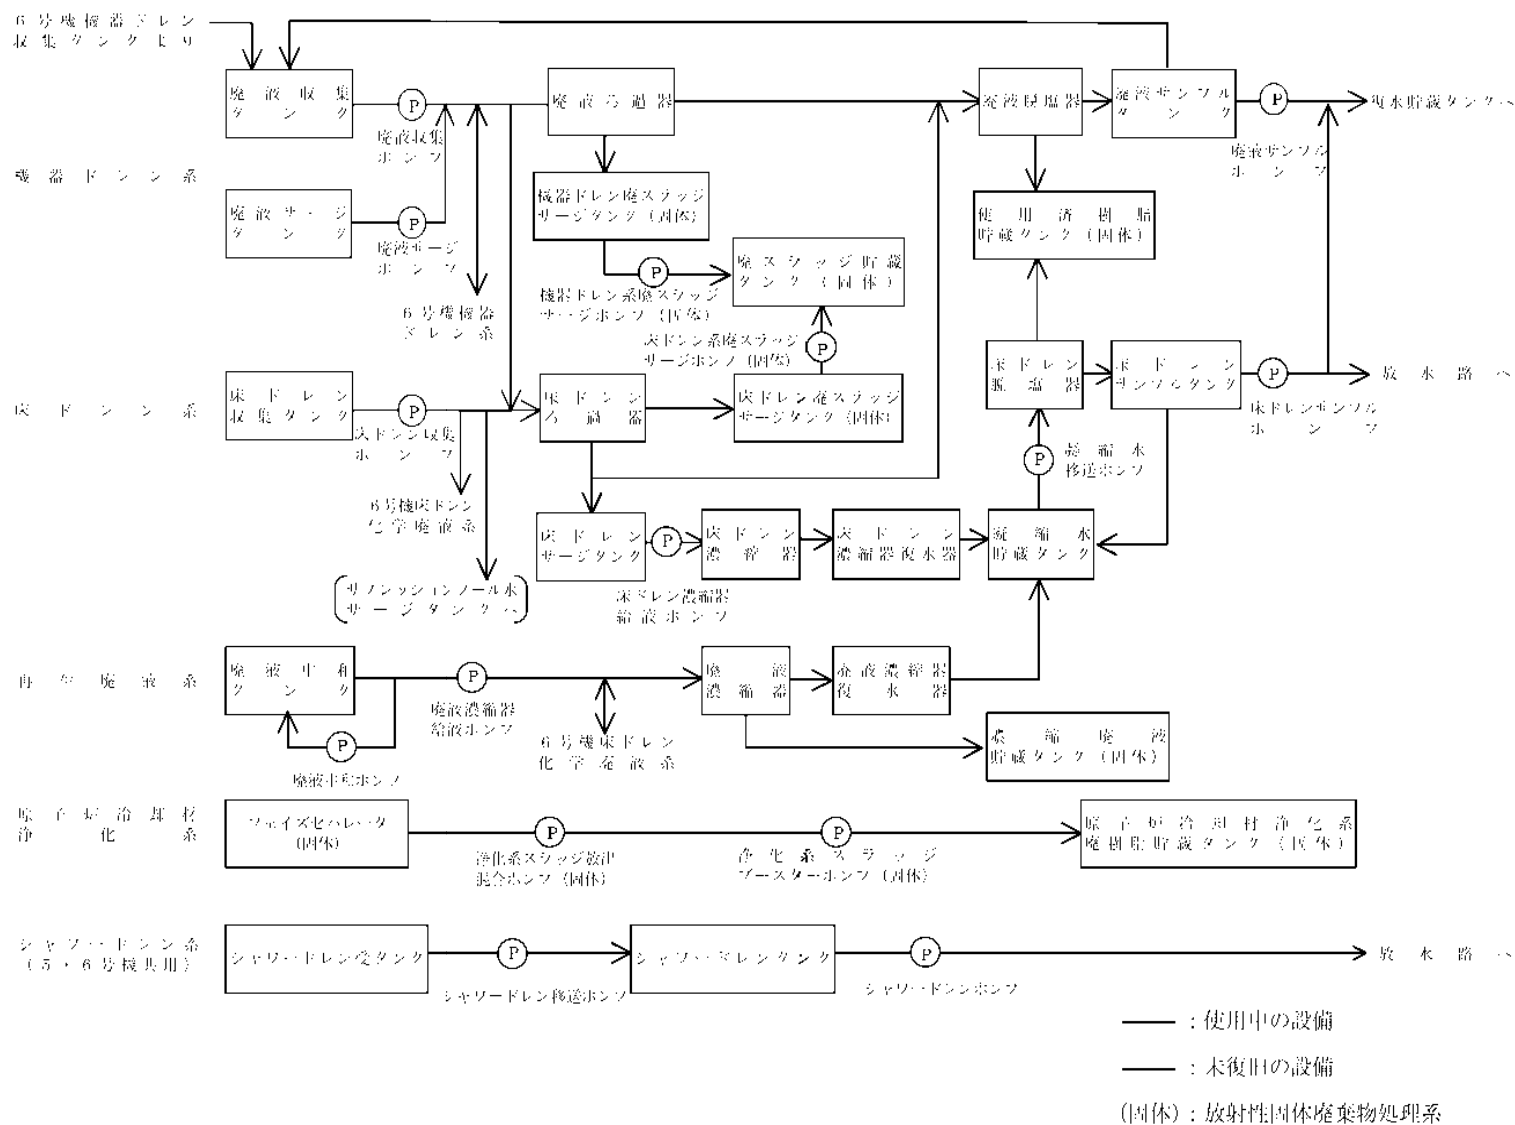 6号機機器ドレン
収集タンクより
廃液収集
タンク
P
廃液収集
ポンプ
廃液ろ過器
廃液脱塩器
廃液サンプル
タンク
P
復水貯蔵タンクへ
廃液サンプル
ポンプ
機器ドレン系
廃液サージ
タンク
P
廃液サージ
ポンプ
機器ドレン廃スラッジ
サージタンク(固体)
使用済樹脂
貯蔵タンク(固体)
廃スラッジ貯蔵
タンク(固体)
P
機器ドレン系廃スラッジ
サージポンプ(固体)
6号機機器
ドレン系
床ドレン系廃スラッジ
サージポンプ(固体)
P
床ドレン系
床ドレン
収集タンク
P
床ドレン収集
ポンプ
床ドレン
ろ過器
床ドレン廃スラッジ
サージタンク(固体)
床ドレン
脱塩器
床ドレン
サンプルタンク
P
放水路へ
床ドレンサンプル
ポンプ
P
凝縮水
移送ポンプ
6号機床ドレン
化学廃液系
床ドレン
サージタンク
P
床ドレン
濃縮器
床ドレン
濃縮器復水器
凝縮水
貯蔵タンク
サプレッションプール水
サージタンクへ
床ドレン濃縮器
給液ポンプ
再生廃液系
廃液中和
タンク
P
廃液濃縮器
給液ポンプ
廃液
濃縮器
廃液濃縮器
復水器
P
廃液中和ポンプ
6号機床ドレン
化学廃液系
濃縮廃液
貯蔵タンク(固体)
原子炉冷却材
浄化系
フェイズセパレータ
(固体)
P
浄化系スラッジ放出
混合ポンプ(固体)
P
浄化系スラッジ
ブースターポンプ(固体)
原子炉冷却材浄化系
廃樹脂貯蔵タンク(固体)
シャワードレン系
(5・6号機共用)
シャワードレン受タンク
P
シャワードレン移送ポンプ
シャワードレンタンク
P
シャワードレンポンプ
放水路へ
:使用中の設備
:未復旧の設備
(固体):放射性固体廃棄物処理系